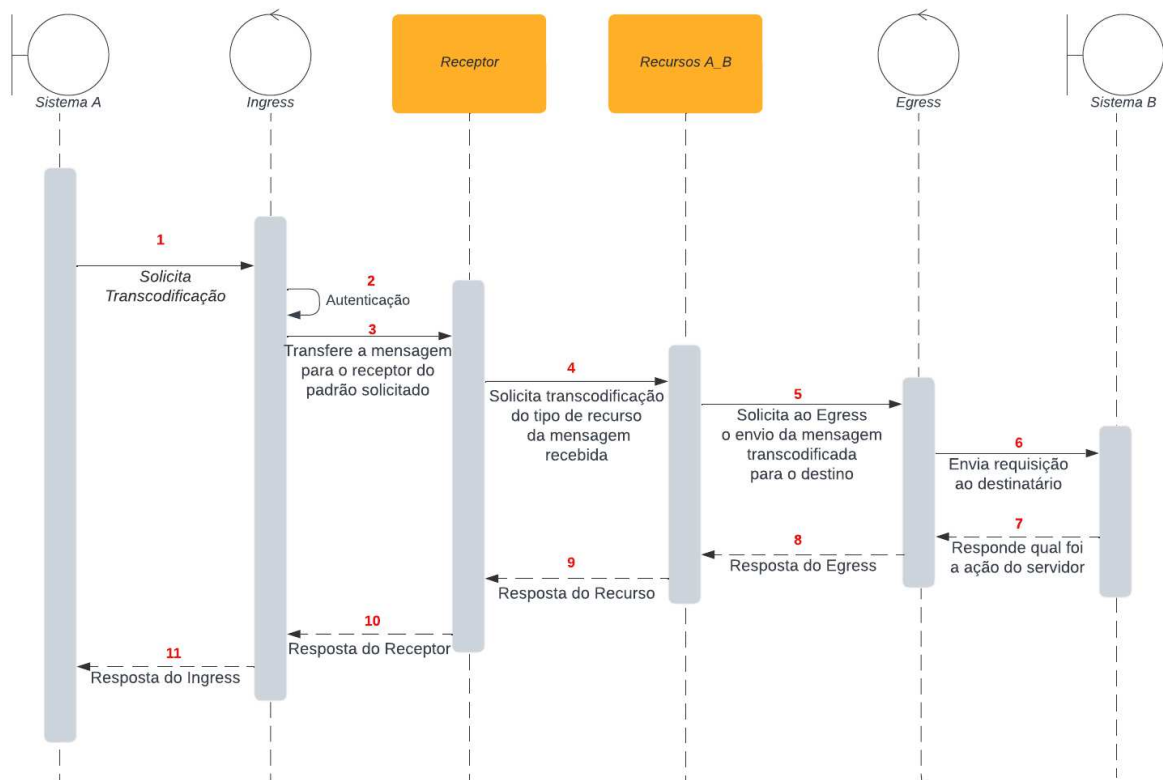 Sistema A
Ingress
Receptor
Recursos A_B
Egress
Sistema B
1
Solicita
Transcodificação
2
Autenticação
3
Transfere a mensagem
para o receptor do
padrão solicitado
4
Solicita transcodificação
do tipo de recurso
da mensagem
recebida
5
Solicita ao Egress
o envio da mensagem
transcodificada
para o destino
6
Envia requisição
ao destinatário
7
Responde qual foi
a ação do servidor
8
Resposta do Egress
9
Resposta do Recurso
10
Resposta do Receptor
11
Resposta do Ingress